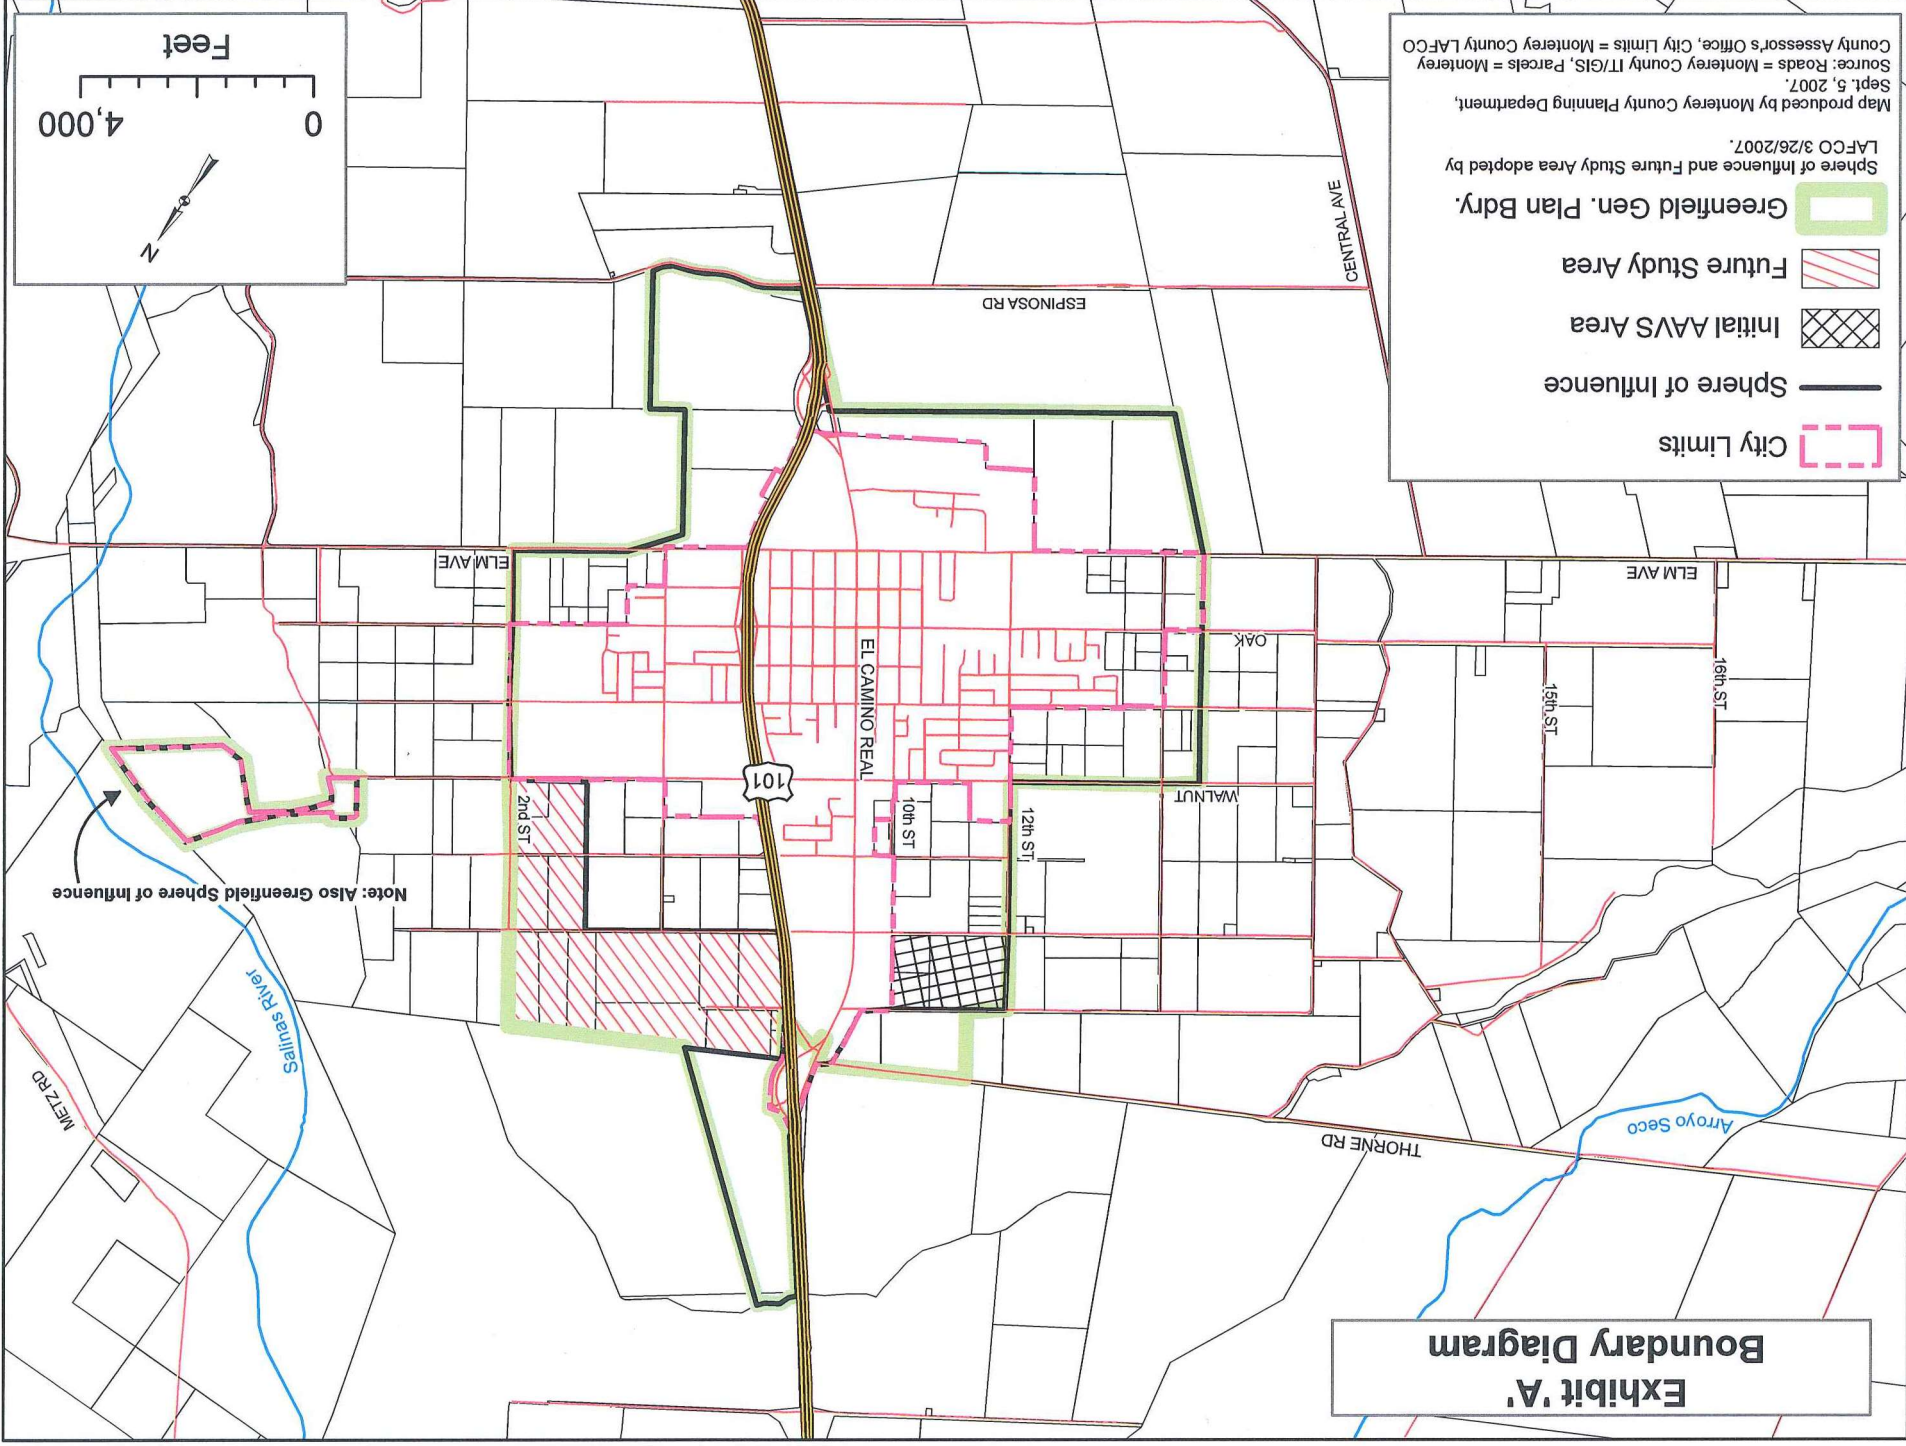 Exhibit 'A'
Boundary Diagram
THORNE RD
Arroyo Seco
METZ RD
Salinas River
Note: Also Greenfield Sphere of Influence
2nd ST
10th ST
12th ST
WALNUT
101
EL CAMINO REAL
15th ST
16th ST
OAK
ELM AVE
ELM AVE
ESPINOSA RD
CENTRAL AVE
City Limits
Sphere of Influence
Initial AAVS Area
Future Study Area
Greenfield Gen. Plan Bdry.
Sphere of Influence and Future Study Area adopted by
LAFCO 3/26/2007.
Map produced by Monterey County Planning Department,
Sept. 5, 2007.
Source: Roads = Monterey County IT/GIS, Parcels = Monterey
County Assessor's Office, City Limits = Monterey County LAFCO
N
0 4,000
Feet